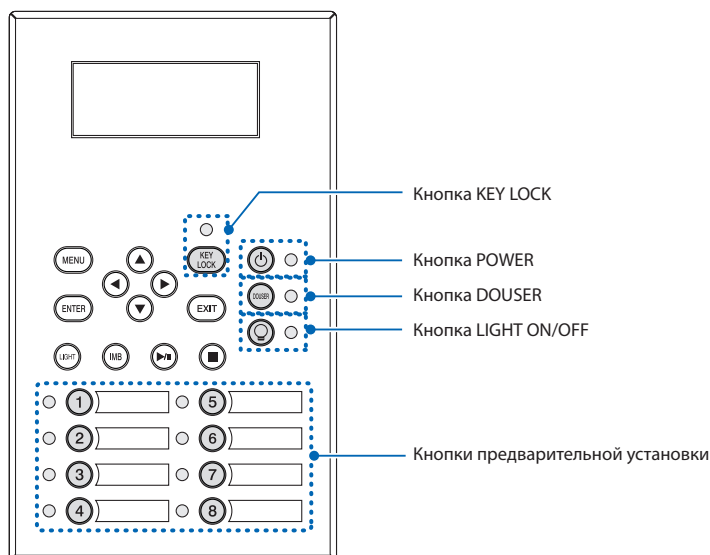 Кнопка KEY LOCK
KEY
LOCK
MENU
Кнопка POWER
DOUSER
Кнопка DOUSER
ENTER
EXIT
Кнопка LIGHT ON/OFF
LIGHT
IMB
1
5
2
6
Кнопки предварительной установки
3
7
4
8